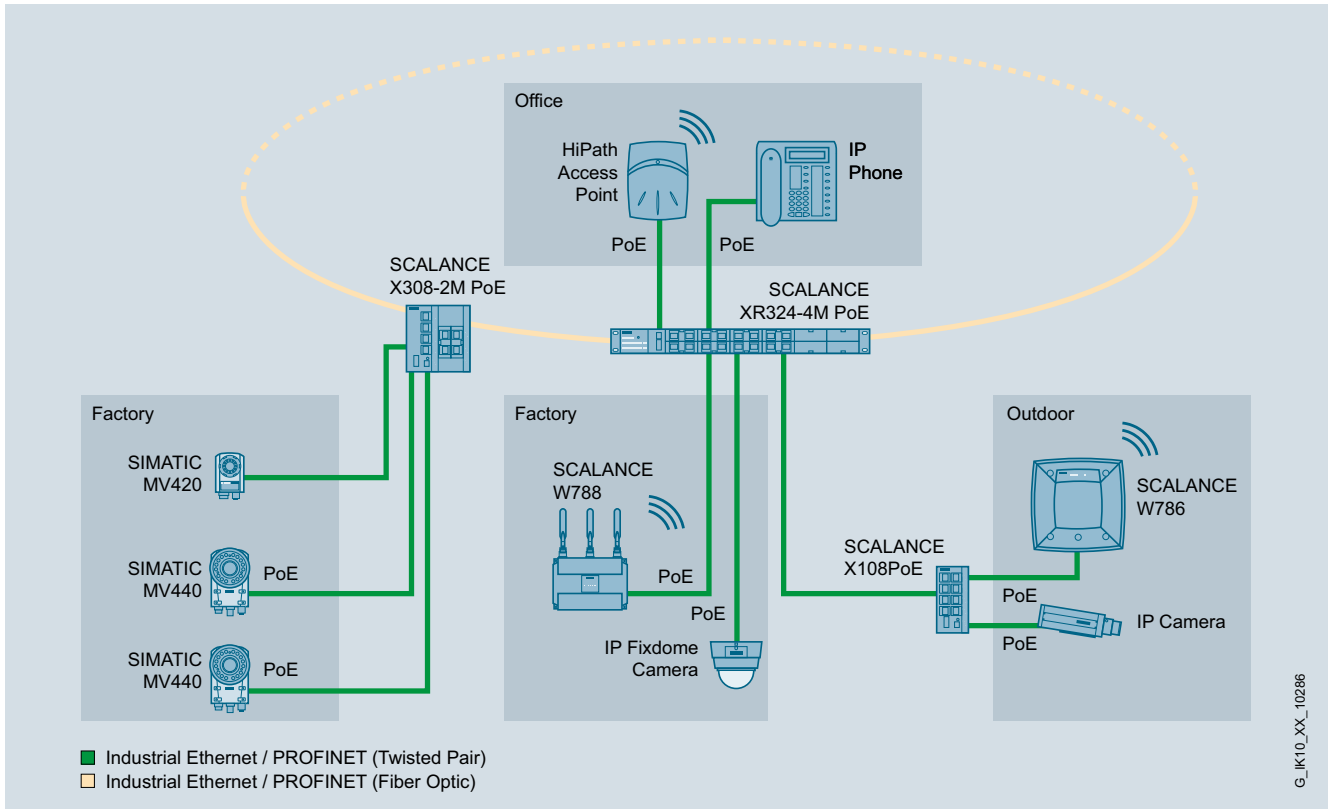 Office
HiPath
Access
Point
IP
Phone
PoE
PoE
SCALANCE
X308-2M PoE
SCALANCE
XR324-4M PoE
Factory
SIMATIC
MV420
SIMATIC
MV440
PoE
SIMATIC
MV440
PoE
Factory
SCALANCE
W788
PoE
PoE
IP Fixdome
Camera
Outdoor
SCALANCE
W786
SCALANCE
X108PoE
PoE
IP Camera
PoE
Industrial Ethernet / PROFINET (Twisted Pair)
Industrial Ethernet / PROFINET (Fiber Optic)
G_IK10_XX_10286